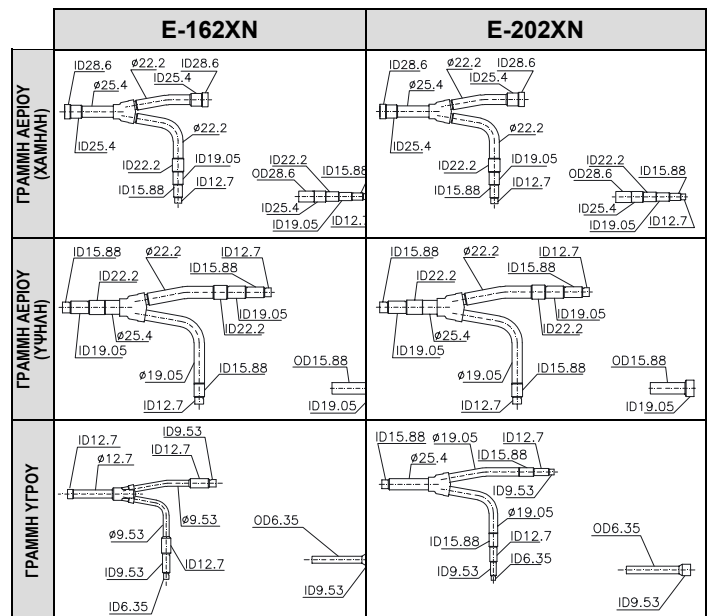 E-162XN
E-202XN
ΓΡΑΜΜΗ ΑΕΡΙΟΥ
(ΧΑΜΗΛΗ)
ID28.6
ø25.4
ID25.4
ø22.2
ID25.4
ID28.6
ø22.2
ID22.2
ID19.05
ID15.88
ID12.7
OD28.6
ID22.2
ID15.88
ID25.4
ID19.05
ID12.7
ID28.6
ø25.4
ID25.4
ø22.2
ID25.4
ID28.6
ø22.2
ID22.2
ID19.05
ID15.88
ID12.7
OD28.6
ID22.2
ID15.88
ID25.4
ID19.05
ID12.7
ΓΡΑΜΜΗ ΑΕΡΙΟΥ
(ΥΨΗΛΗ)
ID15.88
ID22.2
ø22.2
ID15.88
ID12.7
ID19.05
ø25.4
ID19.05
ID22.2
ø19.05
ID15.88
ID12.7
OD15.88
ID19.05
ID15.88
ID22.2
ø22.2
ID15.88
ID12.7
ID19.05
ø25.4
ID19.05
ID22.2
ø19.05
ID15.88
ID12.7
OD15.88
ID19.05
ΓΡΑΜΜΗ ΥΓΡΟΥ
ID12.7
ø12.7
ID9.53
ID12.7
ø9.53
ø9.53
ID12.7
ID9.53
ID6.35
OD6.35
ID9.53
ID15.88
ø19.05
ID12.7
ø25.4
ID15.88
ID9.53
ø19.05
ID15.88
ID12.7
ID9.53
ID6.35
OD6.35
ID9.53